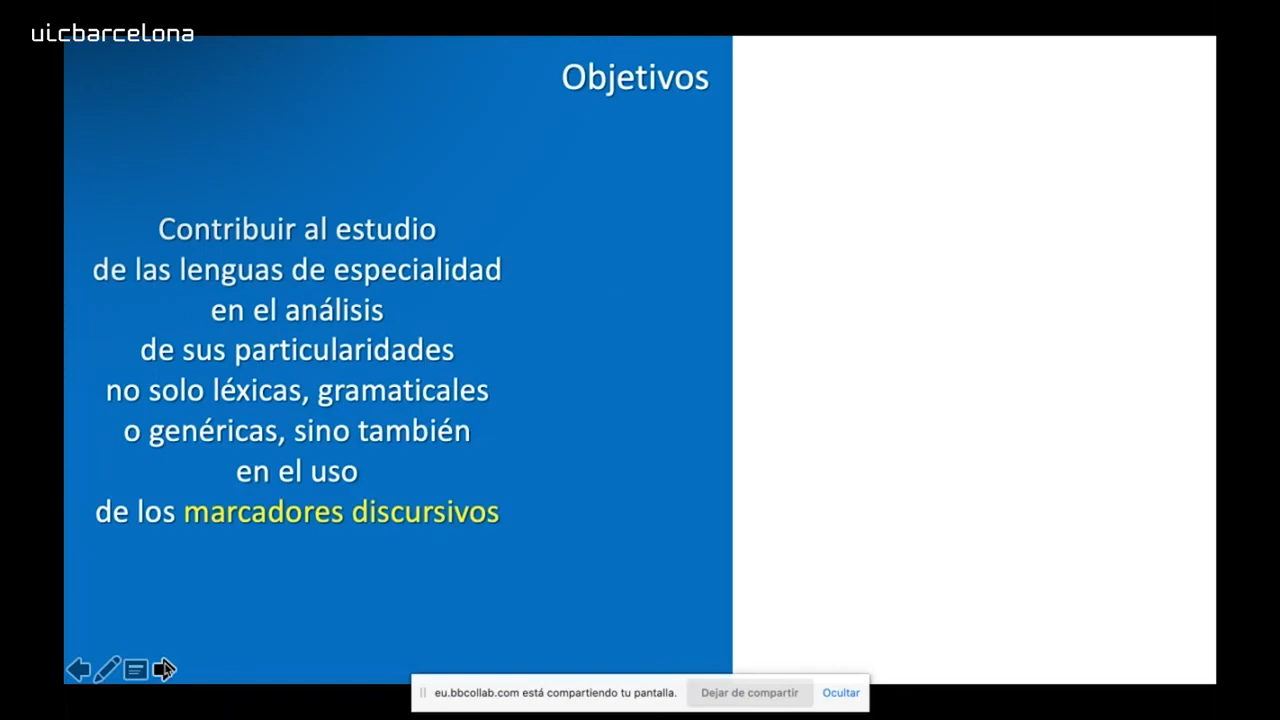 uic barcelona
Objetivos
Contribuir al estudio
de las lenguas de especialidad
en el análisis
de sus particularidades
no solo léxicas, gramaticales
o genéricas, sino también
en el uso
de los marcadores discursivos
eu.bbcollab.com está compartiendo tu pantalla. Dejar de compartir Ocultar